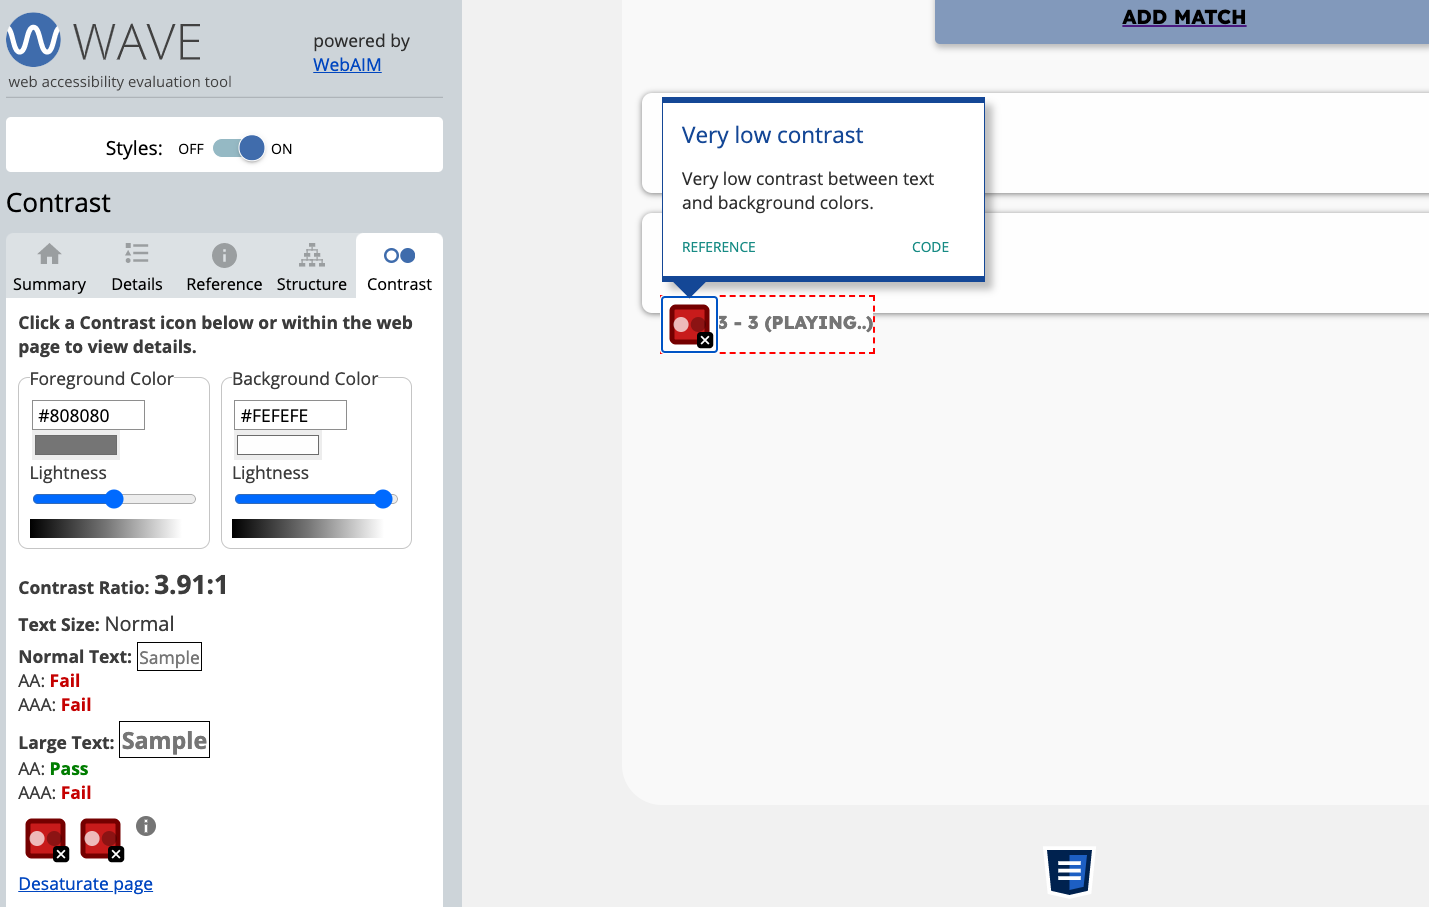 WAVE
web accessibility evaluation tool
powered by
WebAIM
Styles: OFF ON
Contrast
Summary Details Reference Structure Contrast
Click a Contrast icon below or within the web
page to view details.
Foreground Color Background Color
#808080 #FEFEFE
Lightness Lightness
Contrast Ratio: 3.91:1
Text Size: Normal
Normal Text: Sample
AA: Fail
AAA: Fail
Large Text: Sample
AA: Pass
AAA: Fail
Desaturate page
ADD MATCH
Very low contrast
Very low contrast between text
and background colors.
REFERENCE CODE
3 - 3 (PLAYING..)